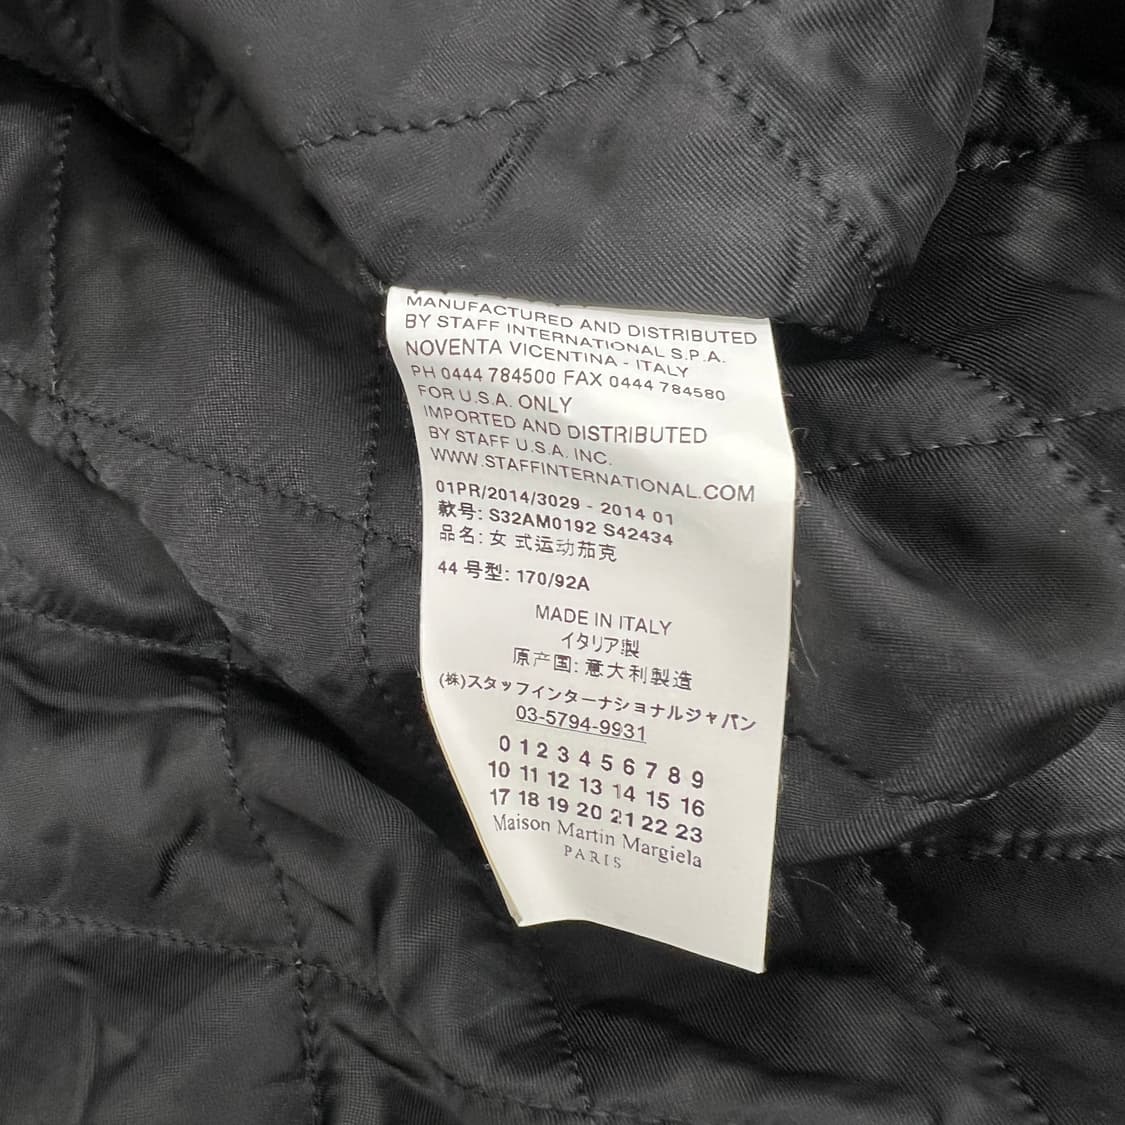 MANUFACTURED AND DISTRIBUTED
BY STAFF INTERNATIONAL S.P.A.
NOVENTA VICENTINA - ITALY
PH 0444 784500 FAX 0444 784580
FOR U.S.A. ONLY
IMPORTED AND DISTRIBUTED
BY STAFF U.S.A. INC.
WWW.STAFFINTERNATIONAL.COM
01PR/2014/3029 - 2014 01
款号: S32AM0192 S42434
品名: 女 式运动茄克
44 号型: 170/92A
MADE IN ITALY
イタリア製
原产国: 意大利製造
(株)スタッフインターナショナルジャパン
03-5794-9931
0 1 2 3 4 5 6 7 8 9
10 11 12 13 14 15 16
17 18 19 20 21 22 23
Maison Martin Margiela
PARIS